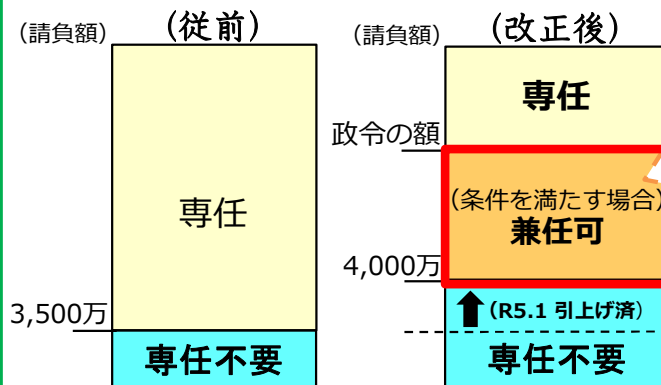 (請負額)
(従前)
専任
3,500万
専任不要
(請負額)
(改正後)
専任
政令の額
(条件を満たす場合)
兼任可
4,000万
(R5.1 引上げ済)
専任不要